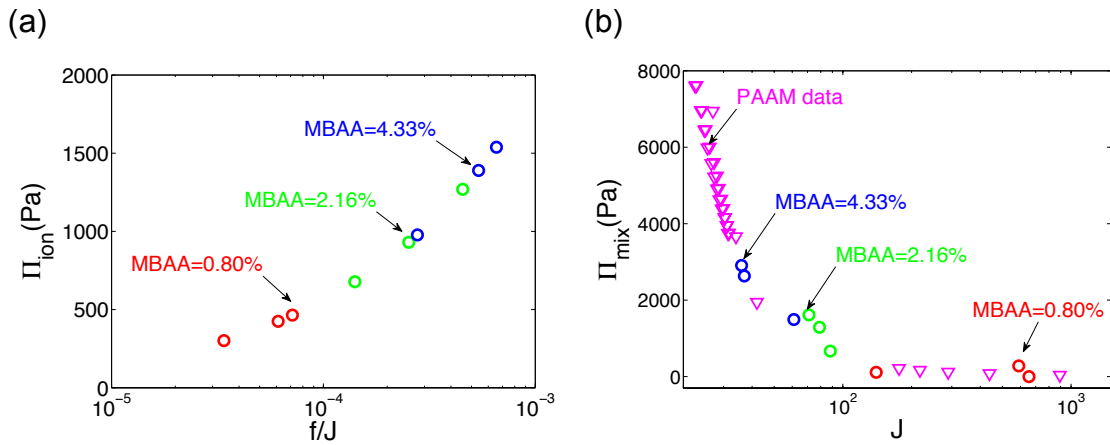 (a)
(b)
2000
1500
1000
500
0
Π_ion(Pa)
MBAA=4.33%
MBAA=2.16%
MBAA=0.80%
10^−5
10^−4
10^−3
f/J
8000
6000
4000
2000
0
Π_mix(Pa)
PAAM data
MBAA=4.33%
MBAA=2.16%
MBAA=0.80%
10^2
10^3
J